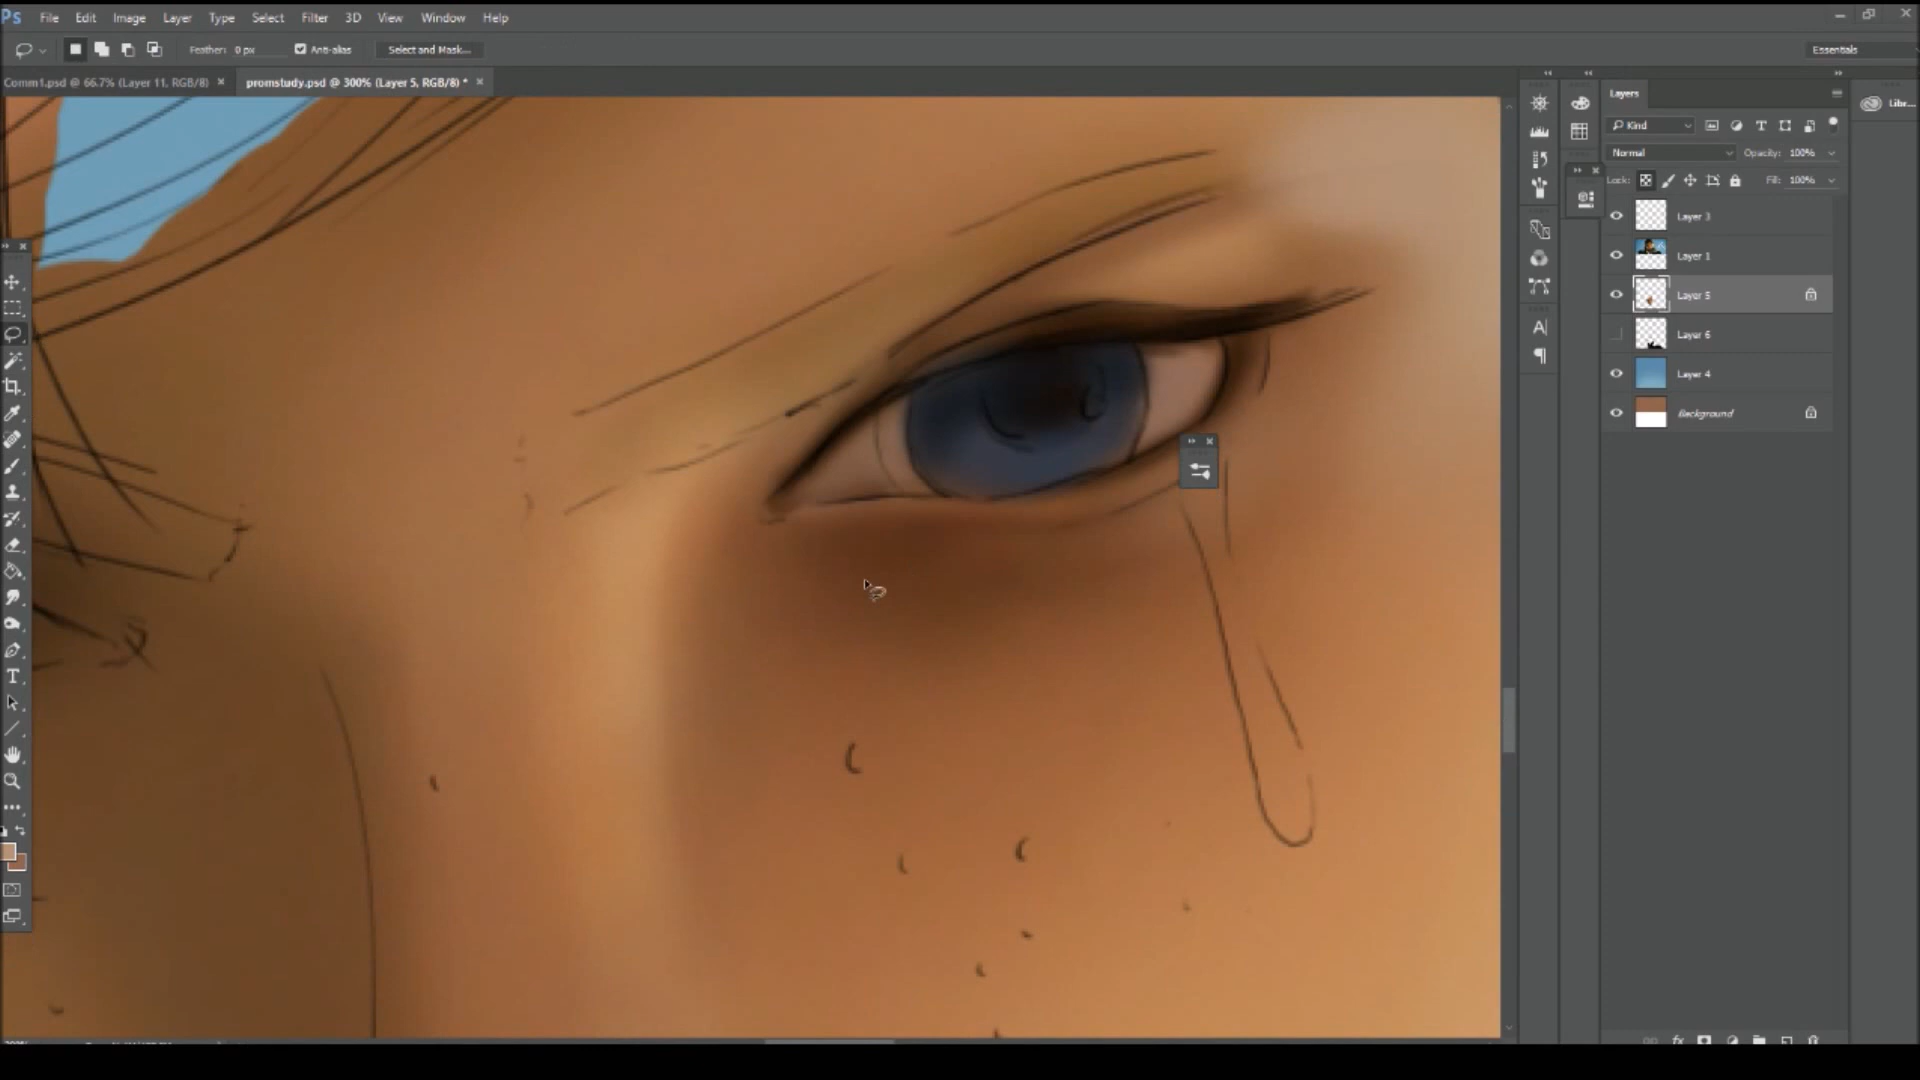 Ps File Edit Image Layer Type Select Filter 3D View Window Help
Feather: 0 px Anti-alias Select and Mask... Essentials
Comm1.psd @ 66.7% (Layer 11, RGB/8) × promstudy.psd @ 300% (Layer 5, RGB/8) * ×
Layers
Libr...
Kind
Normal Opacity: 100%
Lock: Fill: 100%
Layer 3
Layer 1
Layer 5
Layer 6
Layer 4
Background